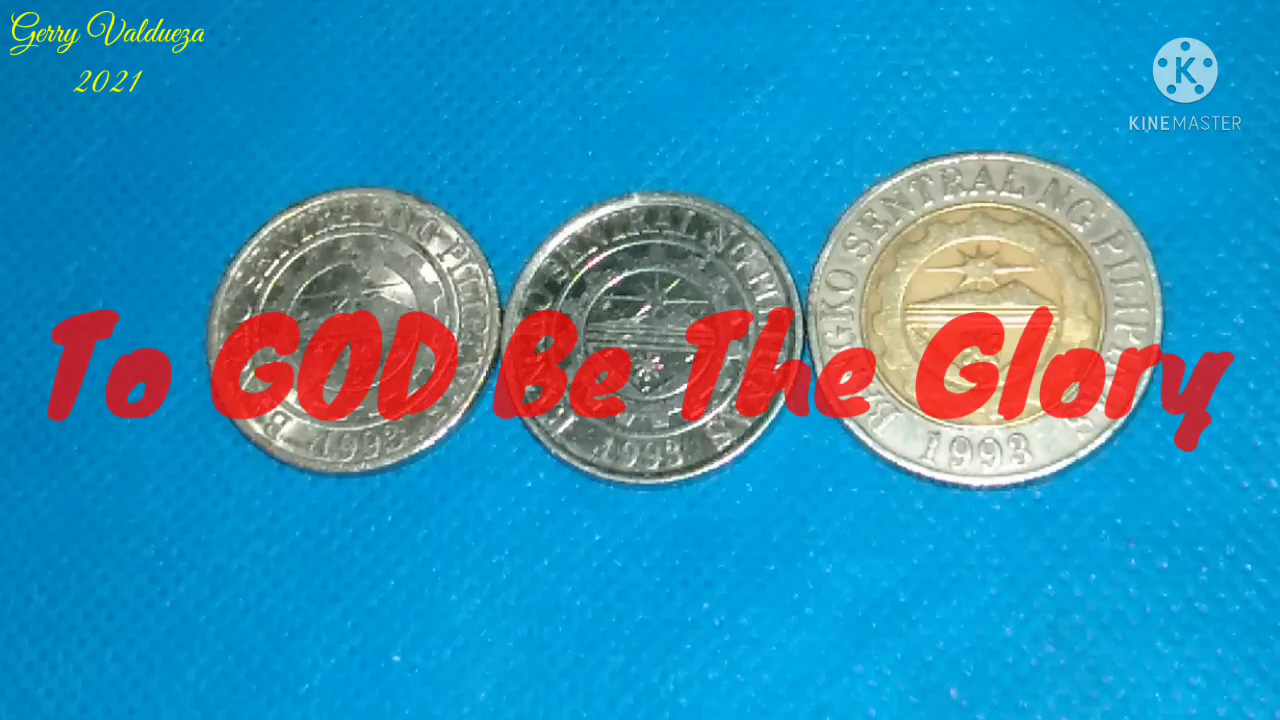 Gerry Valdueza
2021
KINEMASTER
BANGKO SENTRAL NG PILIPINAS
1993
1993
1993
To GOD Be The Glory